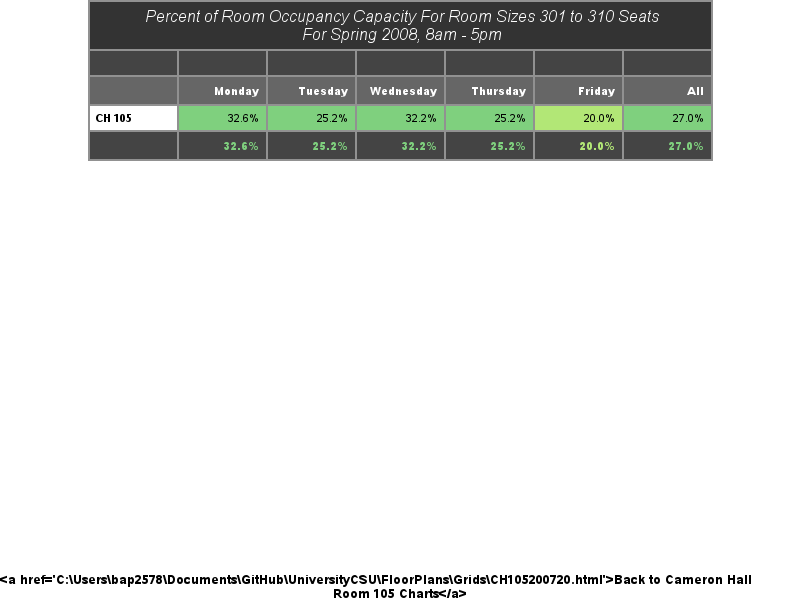 Percent of Room Occupancy Capacity For Room Sizes 301 to 310 Seats
For Spring 2008, 8am - 5pm
Monday Tuesday Wednesday Thursday Friday All
CH 105 32.6% 25.2% 32.2% 25.2% 20.0% 27.0%
32.6% 25.2% 32.2% 25.2% 20.0% 27.0%
<a href='C:\Users\bap2578\Documents\GitHub\UniversityCSU\FloorPlans\Grids\CH105200720.html'>Back to Cameron Hall
Room 105 Charts</a>